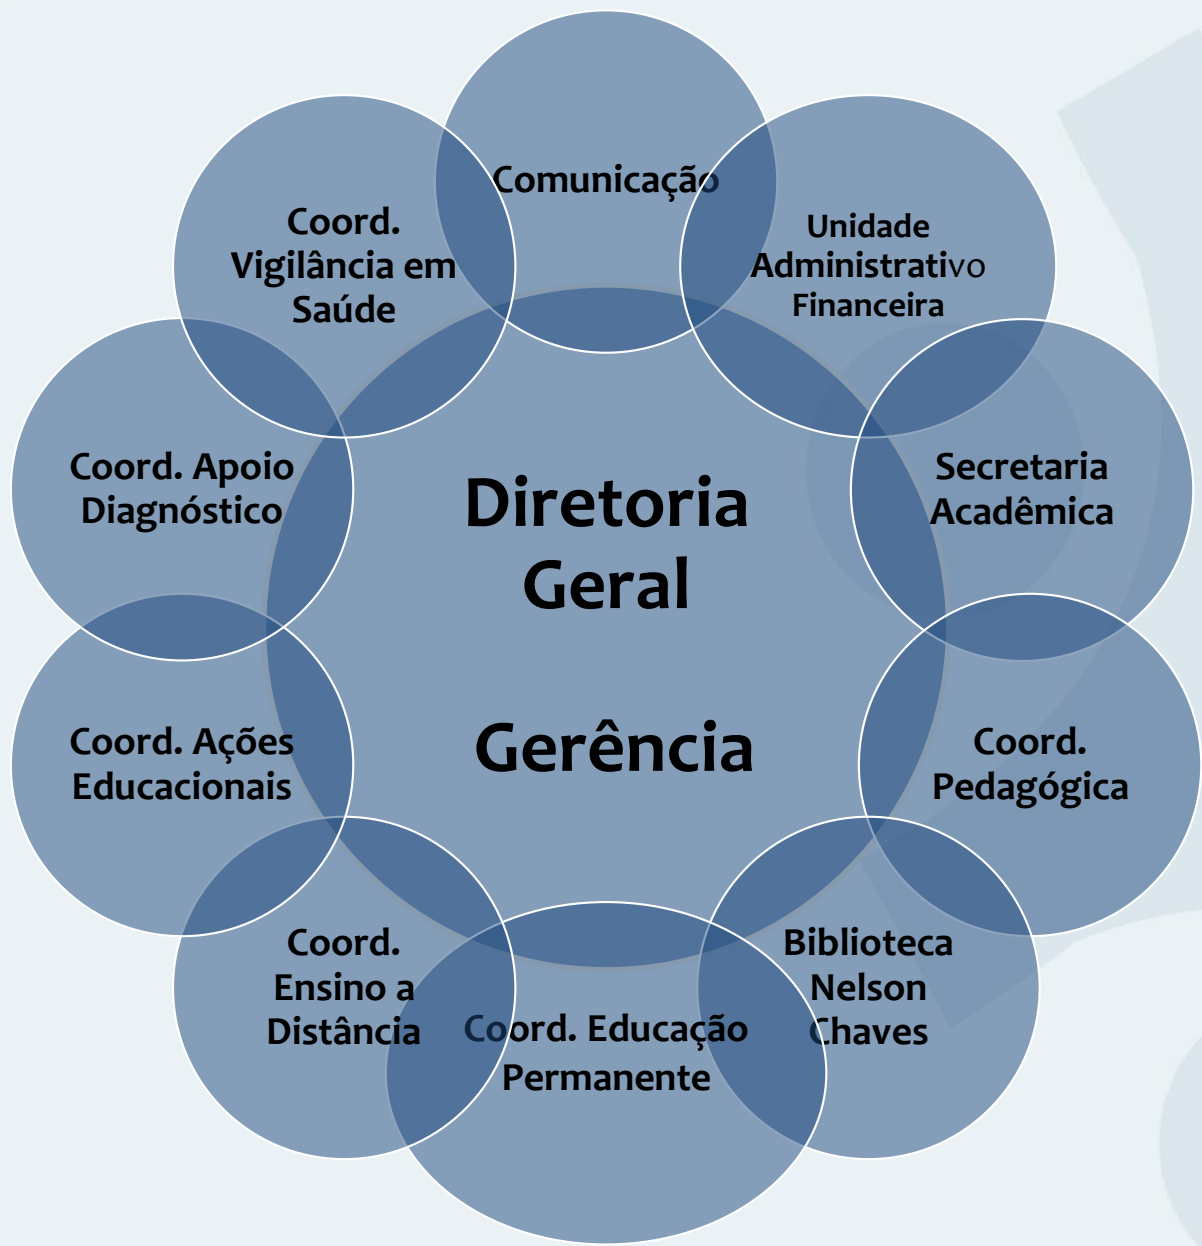 Comunicação
Unidade
Administrativo
Financeira
Secretaria
Acadêmica
Coord.
Pedagógica
Biblioteca
Nelson
Chaves
Coord. Educação
Permanente
Coord.
Ensino a
Distância
Coord. Ações
Educacionais
Coord. Apoio
Diagnóstico
Coord.
Vigilância em
Saúde
Diretoria
Geral
Gerência